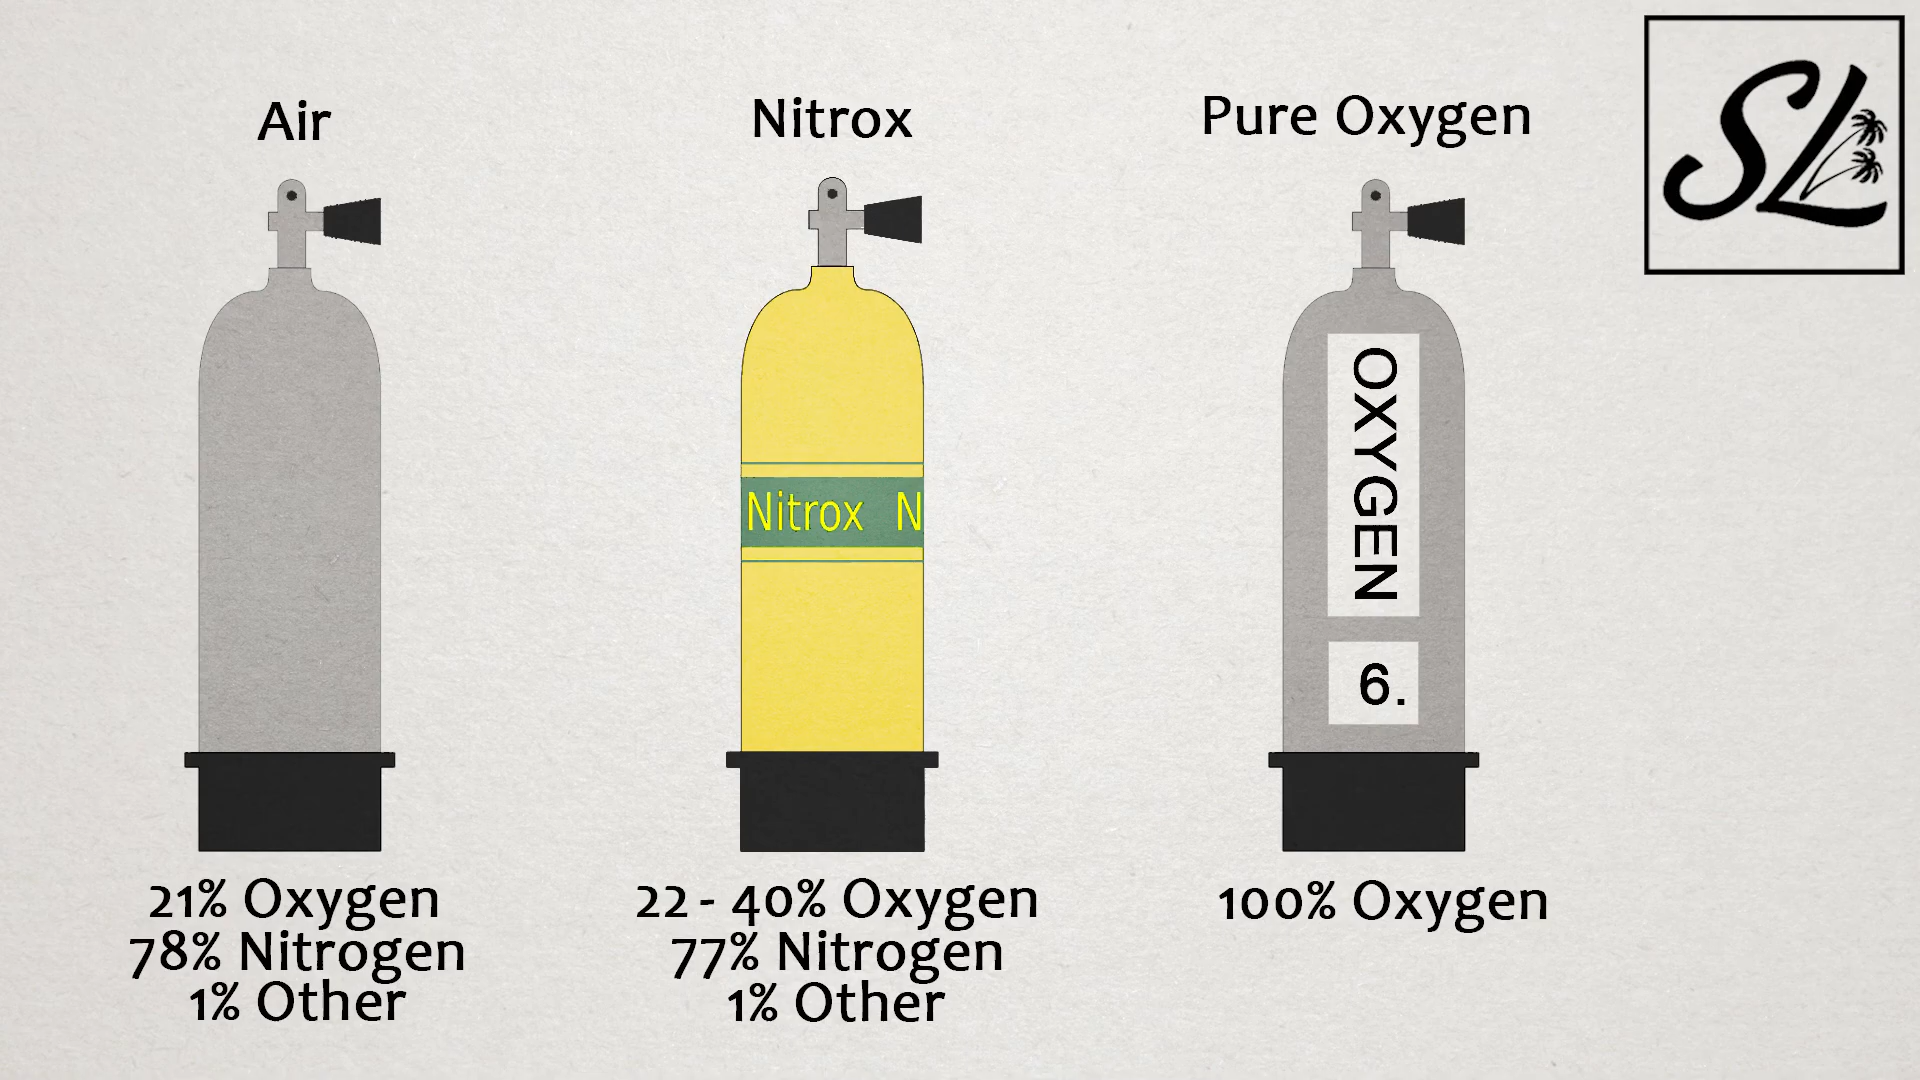 Air
Nitrox
Pure Oxygen
SL
Nitrox N
OXYGEN
6.
21% Oxygen
78% Nitrogen
1% Other
22 - 40% Oxygen
77% Nitrogen
1% Other
100% Oxygen